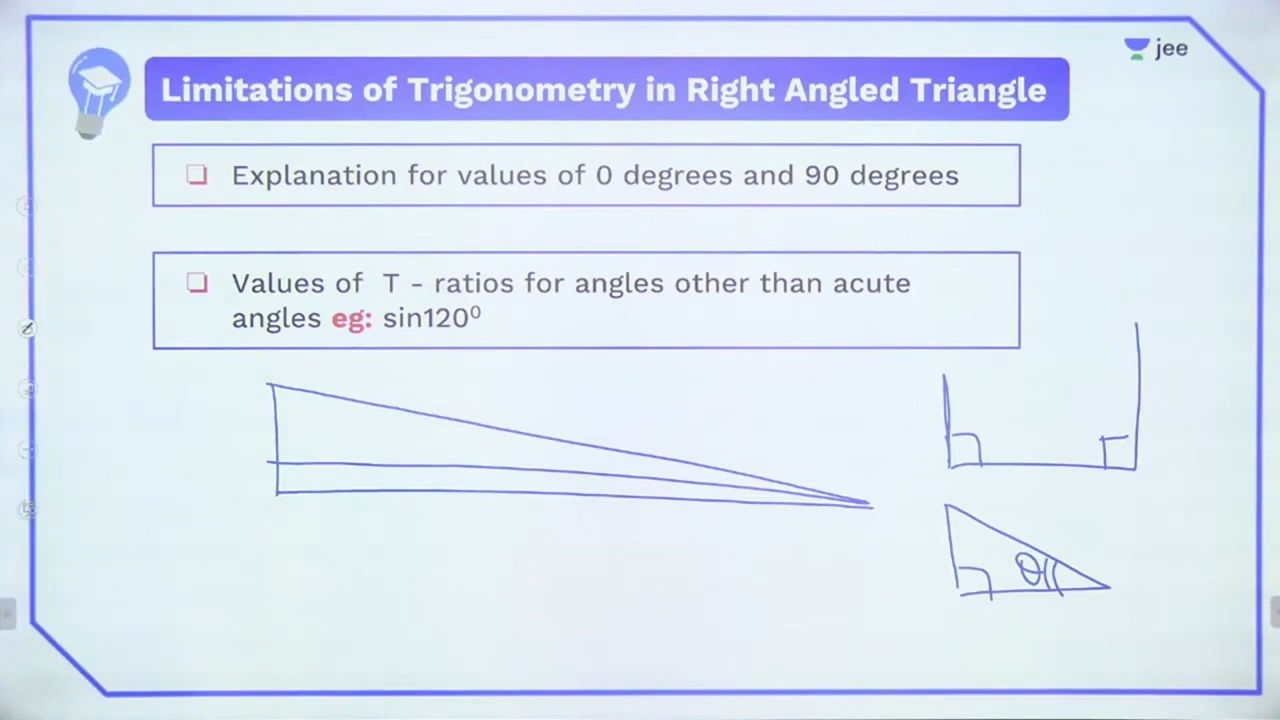 jee
Limitations of Trigonometry in Right Angled Triangle
❏ Explanation for values of 0 degrees and 90 degrees
❏ Values of T - ratios for angles other than acute
angles eg: sin120⁰
θ